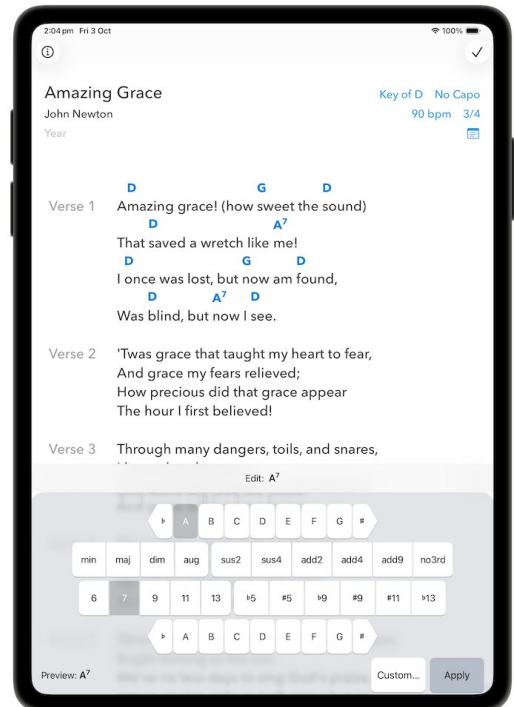 2:04 pm Fri 3 Oct 100%
Amazing Grace
Key of D No Capo
John Newton
90 bpm 3/4
Year
D G D
Verse 1 Amazing grace! (how sweet the sound)
D A7
That saved a wretch like me!
D G D
I once was lost, but now am found,
D A7 D
Was blind, but now I see.
Verse 2 'Twas grace that taught my heart to fear,
And grace my fears relieved;
How precious did that grace appear
The hour I first believed!
Verse 3 Through many dangers, toils, and snares,
Edit: A7
♭ A B C D E F G ♯
min maj dim aug sus2 sus4 add2 add4 add9 no3rd
6 7 9 11 13 ♭5 ♯5 ♭9 ♯9 ♯11 ♭13
♭ A B C D E F G ♯
Preview: A7 Custom... Apply